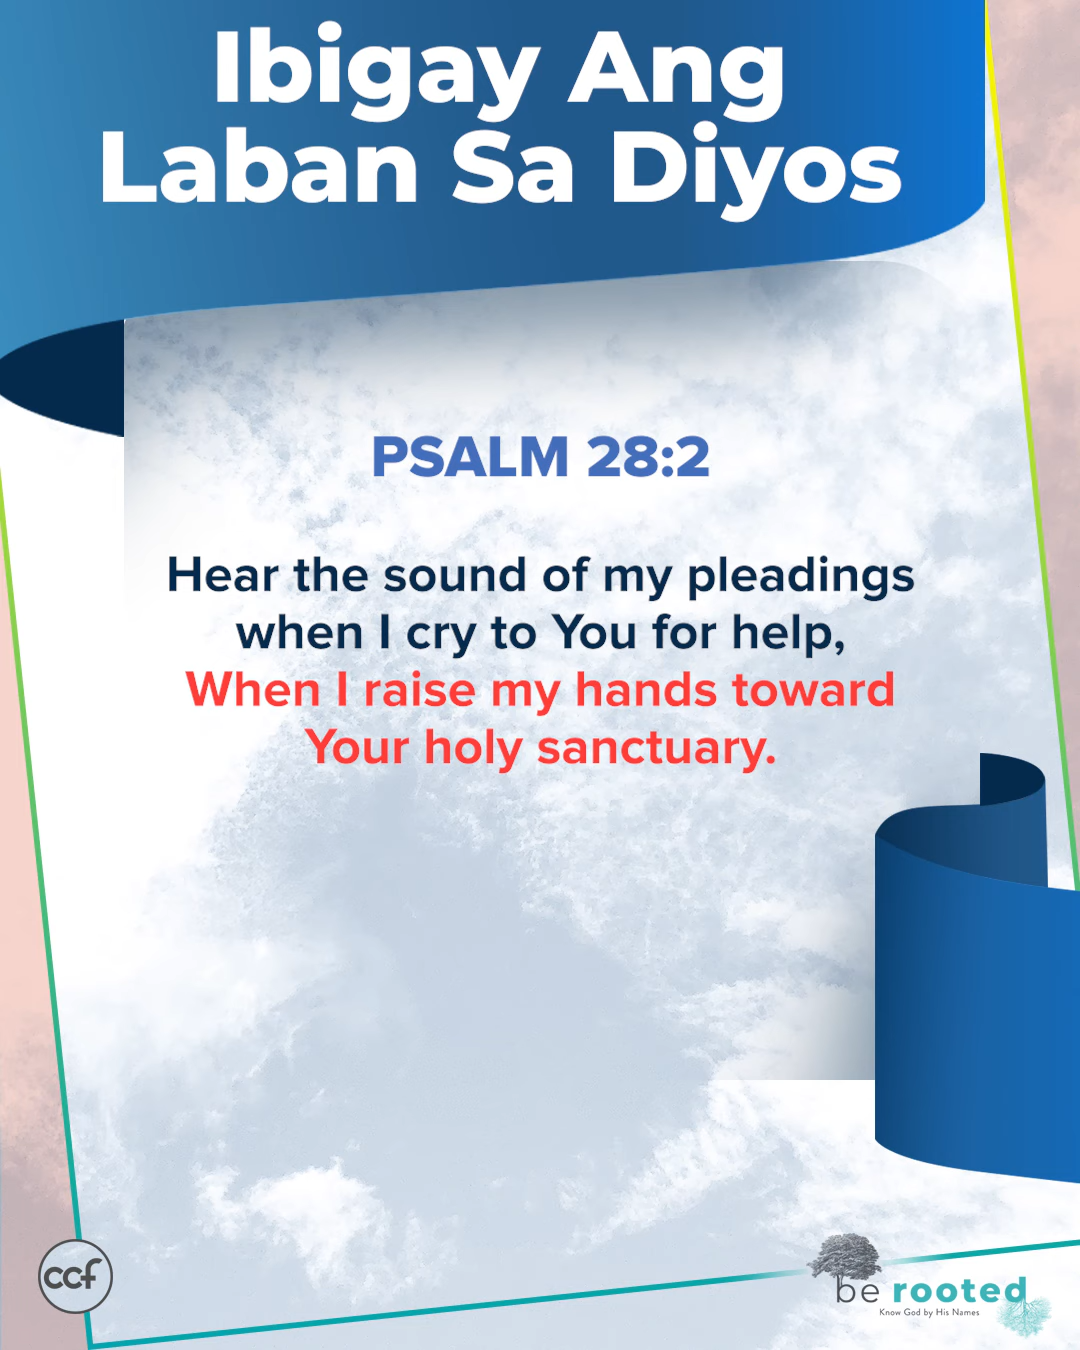 Ibigay Ang
Laban Sa Diyos
PSALM 28:2
Hear the sound of my pleadings
when I cry to You for help,
When I raise my hands toward
Your holy sanctuary.
ccf
be rooted
Know God by His Names